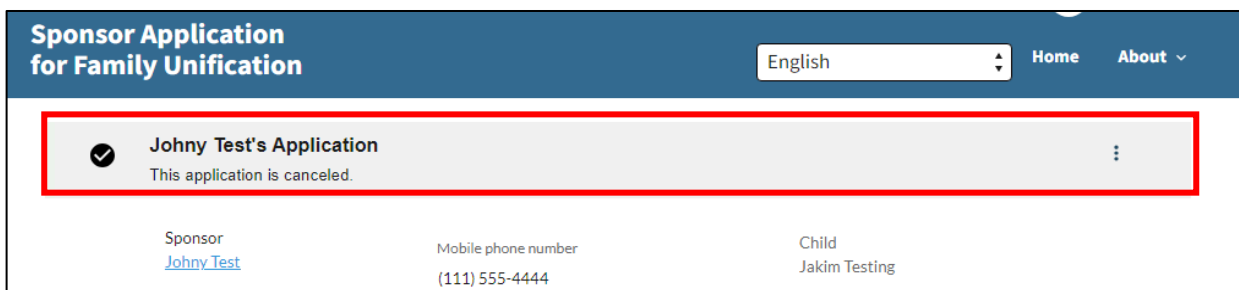 Sponsor Application
for Family Unification
English
Home
About
Johny Test's Application
This application is canceled.
Sponsor
Johny Test
Mobile phone number
(111) 555-4444
Child
Jakim Testing